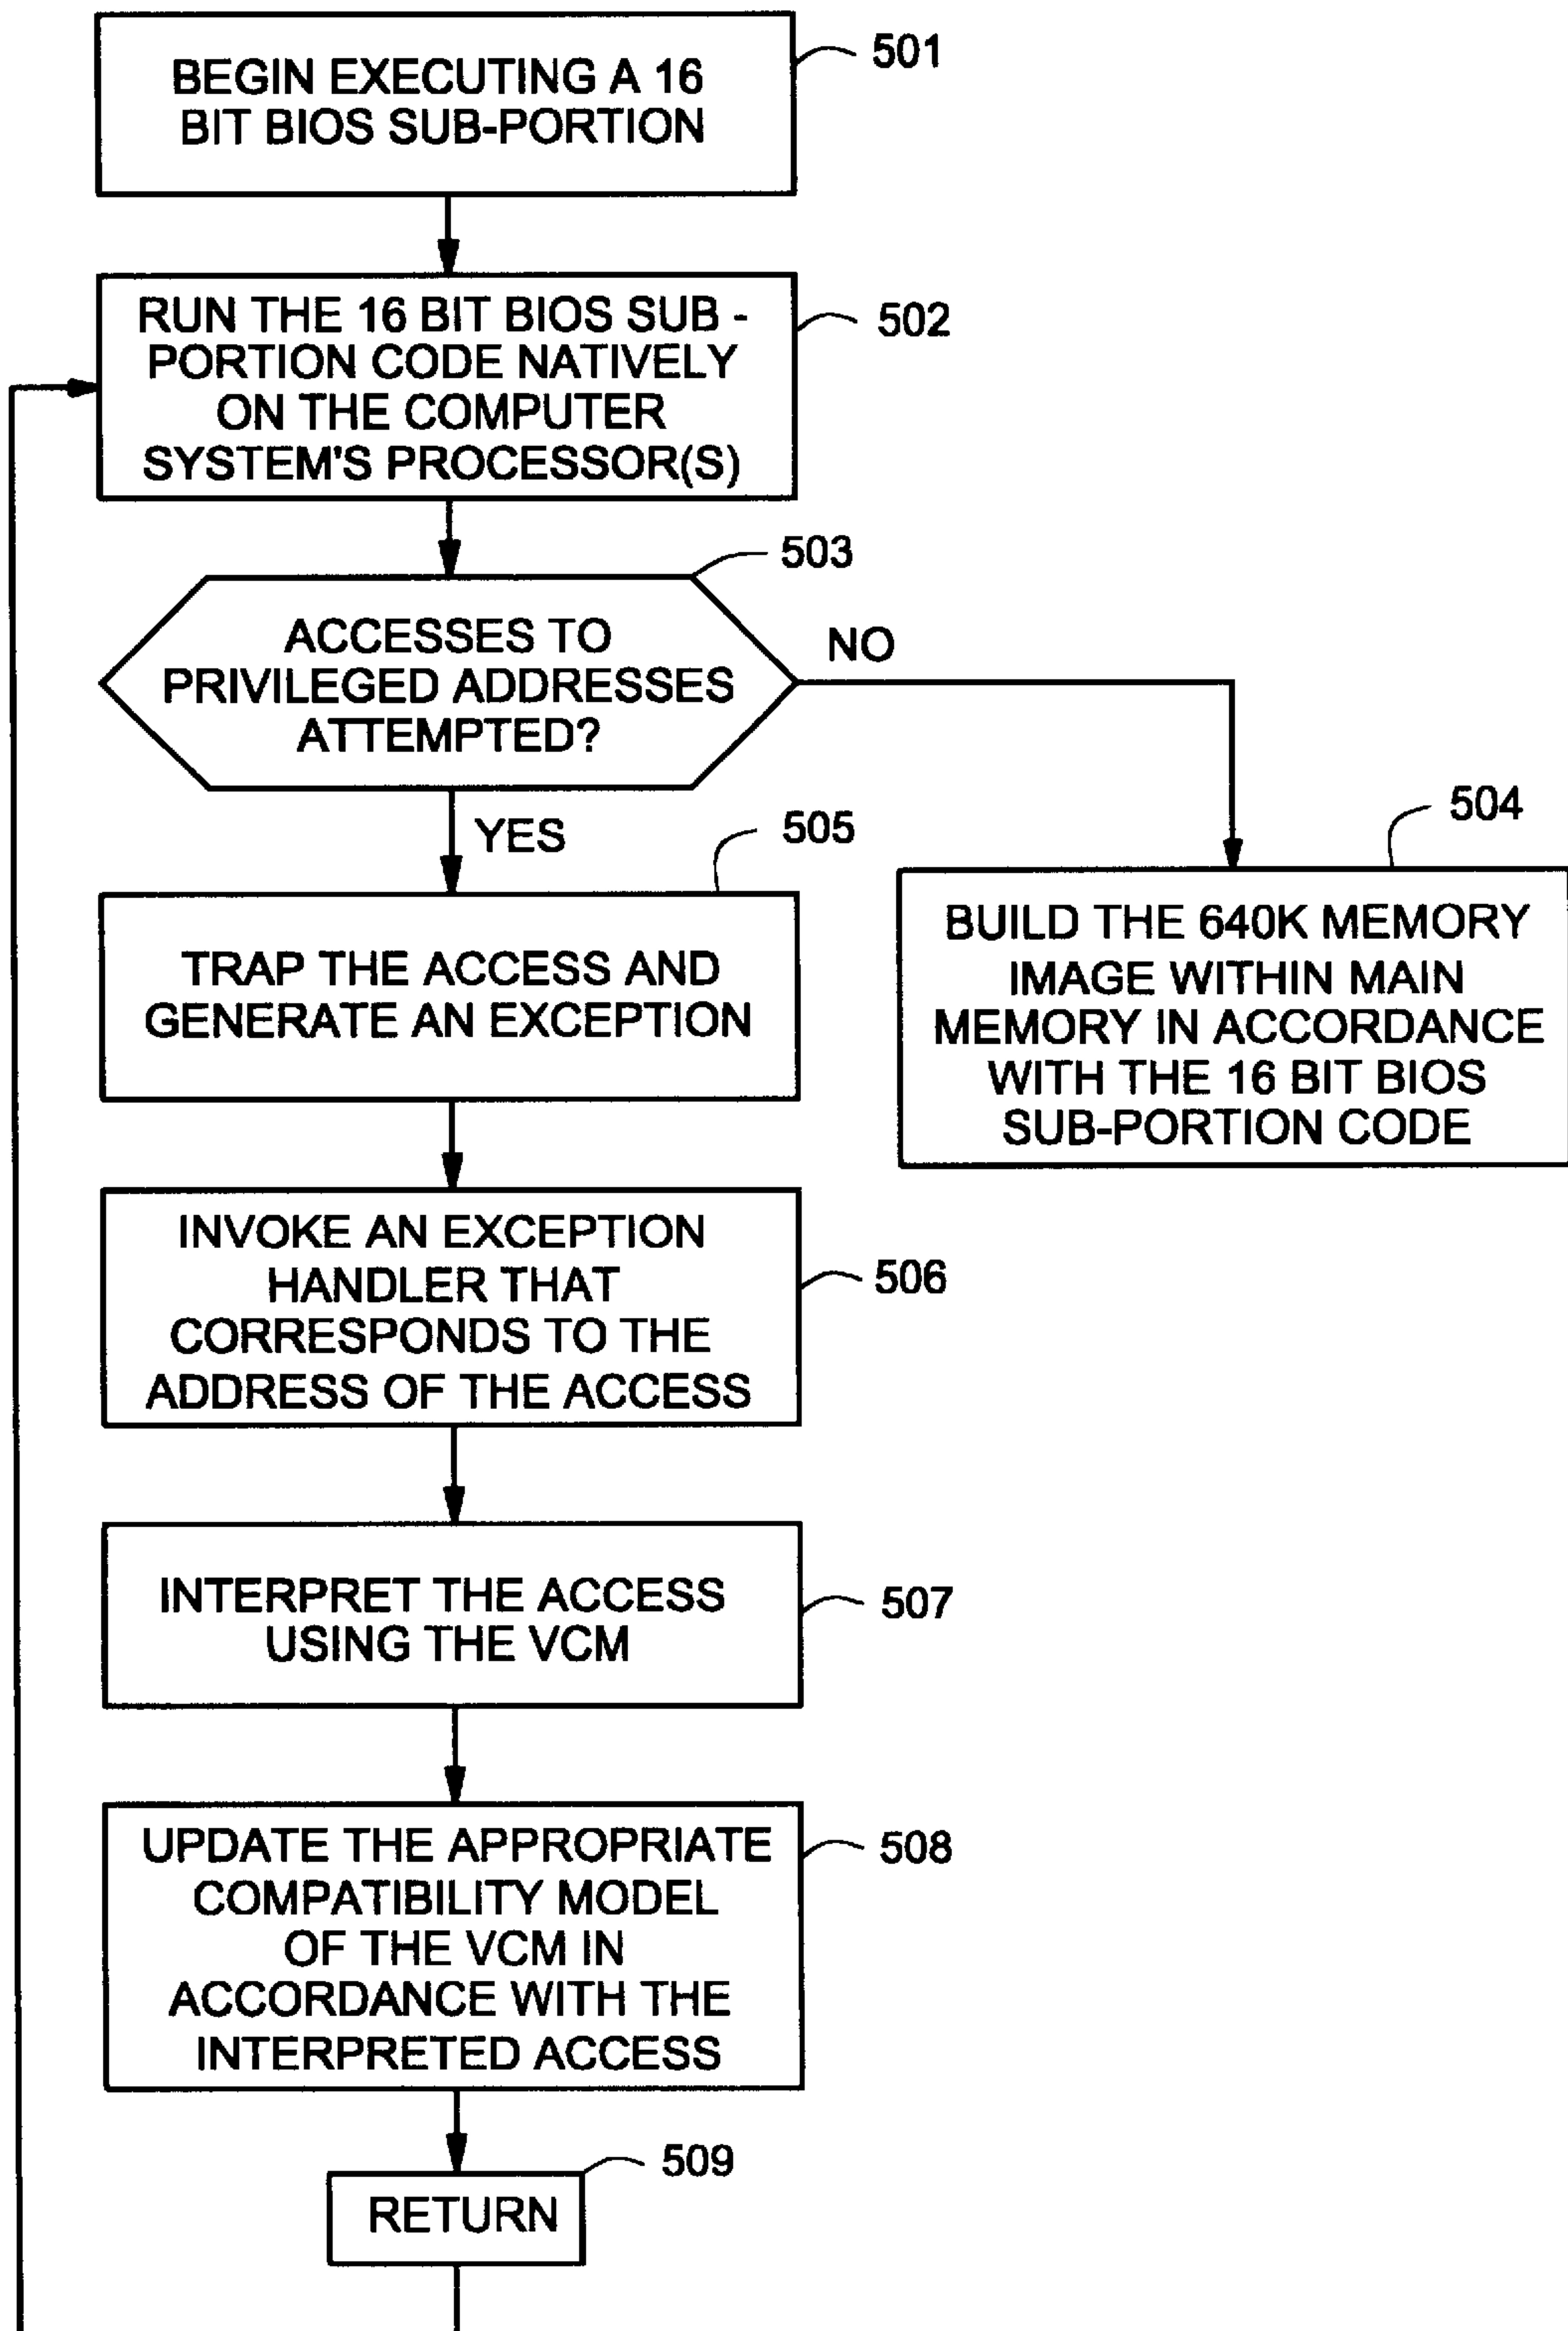 BEGIN EXECUTING A 16
BIT BIOS SUB-PORTION
501
RUN THE 16 BIT BIOS SUB -
PORTION CODE NATIVELY
ON THE COMPUTER
SYSTEM'S PROCESSOR(S)
502
503
ACCESSES TO
PRIVILEGED ADDRESSES
ATTEMPTED?
NO
YES
504
BUILD THE 640K MEMORY
IMAGE WITHIN MAIN
MEMORY IN ACCORDANCE
WITH THE 16 BIT BIOS
SUB-PORTION CODE
505
TRAP THE ACCESS AND
GENERATE AN EXCEPTION
INVOKE AN EXCEPTION
HANDLER THAT
CORRESPONDS TO THE
ADDRESS OF THE ACCESS
506
INTERPRET THE ACCESS
USING THE VCM
507
UPDATE THE APPROPRIATE
COMPATIBILITY MODEL
OF THE VCM IN
ACCORDANCE WITH THE
INTERPRETED ACCESS
508
509
RETURN